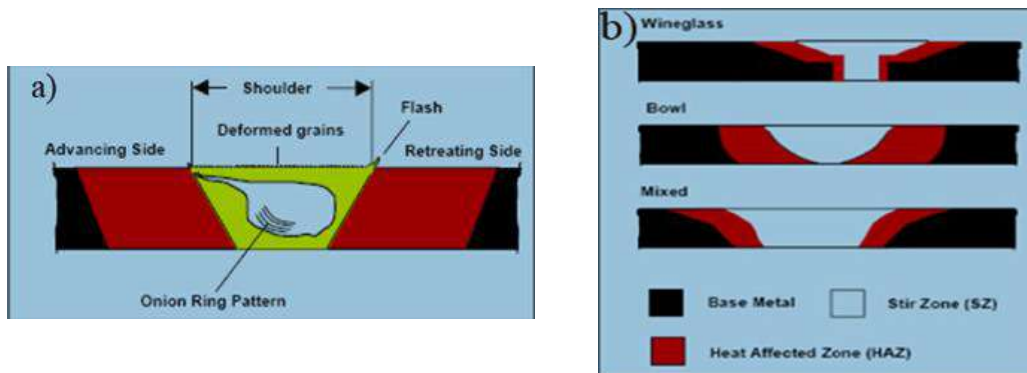 a)
Shoulder
Flash
Deformed grains
Advancing Side
Retreating Side
Onion Ring Pattern
b)
Wineglass
Bowl
Mixed
Base Metal
Stir Zone (SZ)
Heat Affected Zone (HAZ)